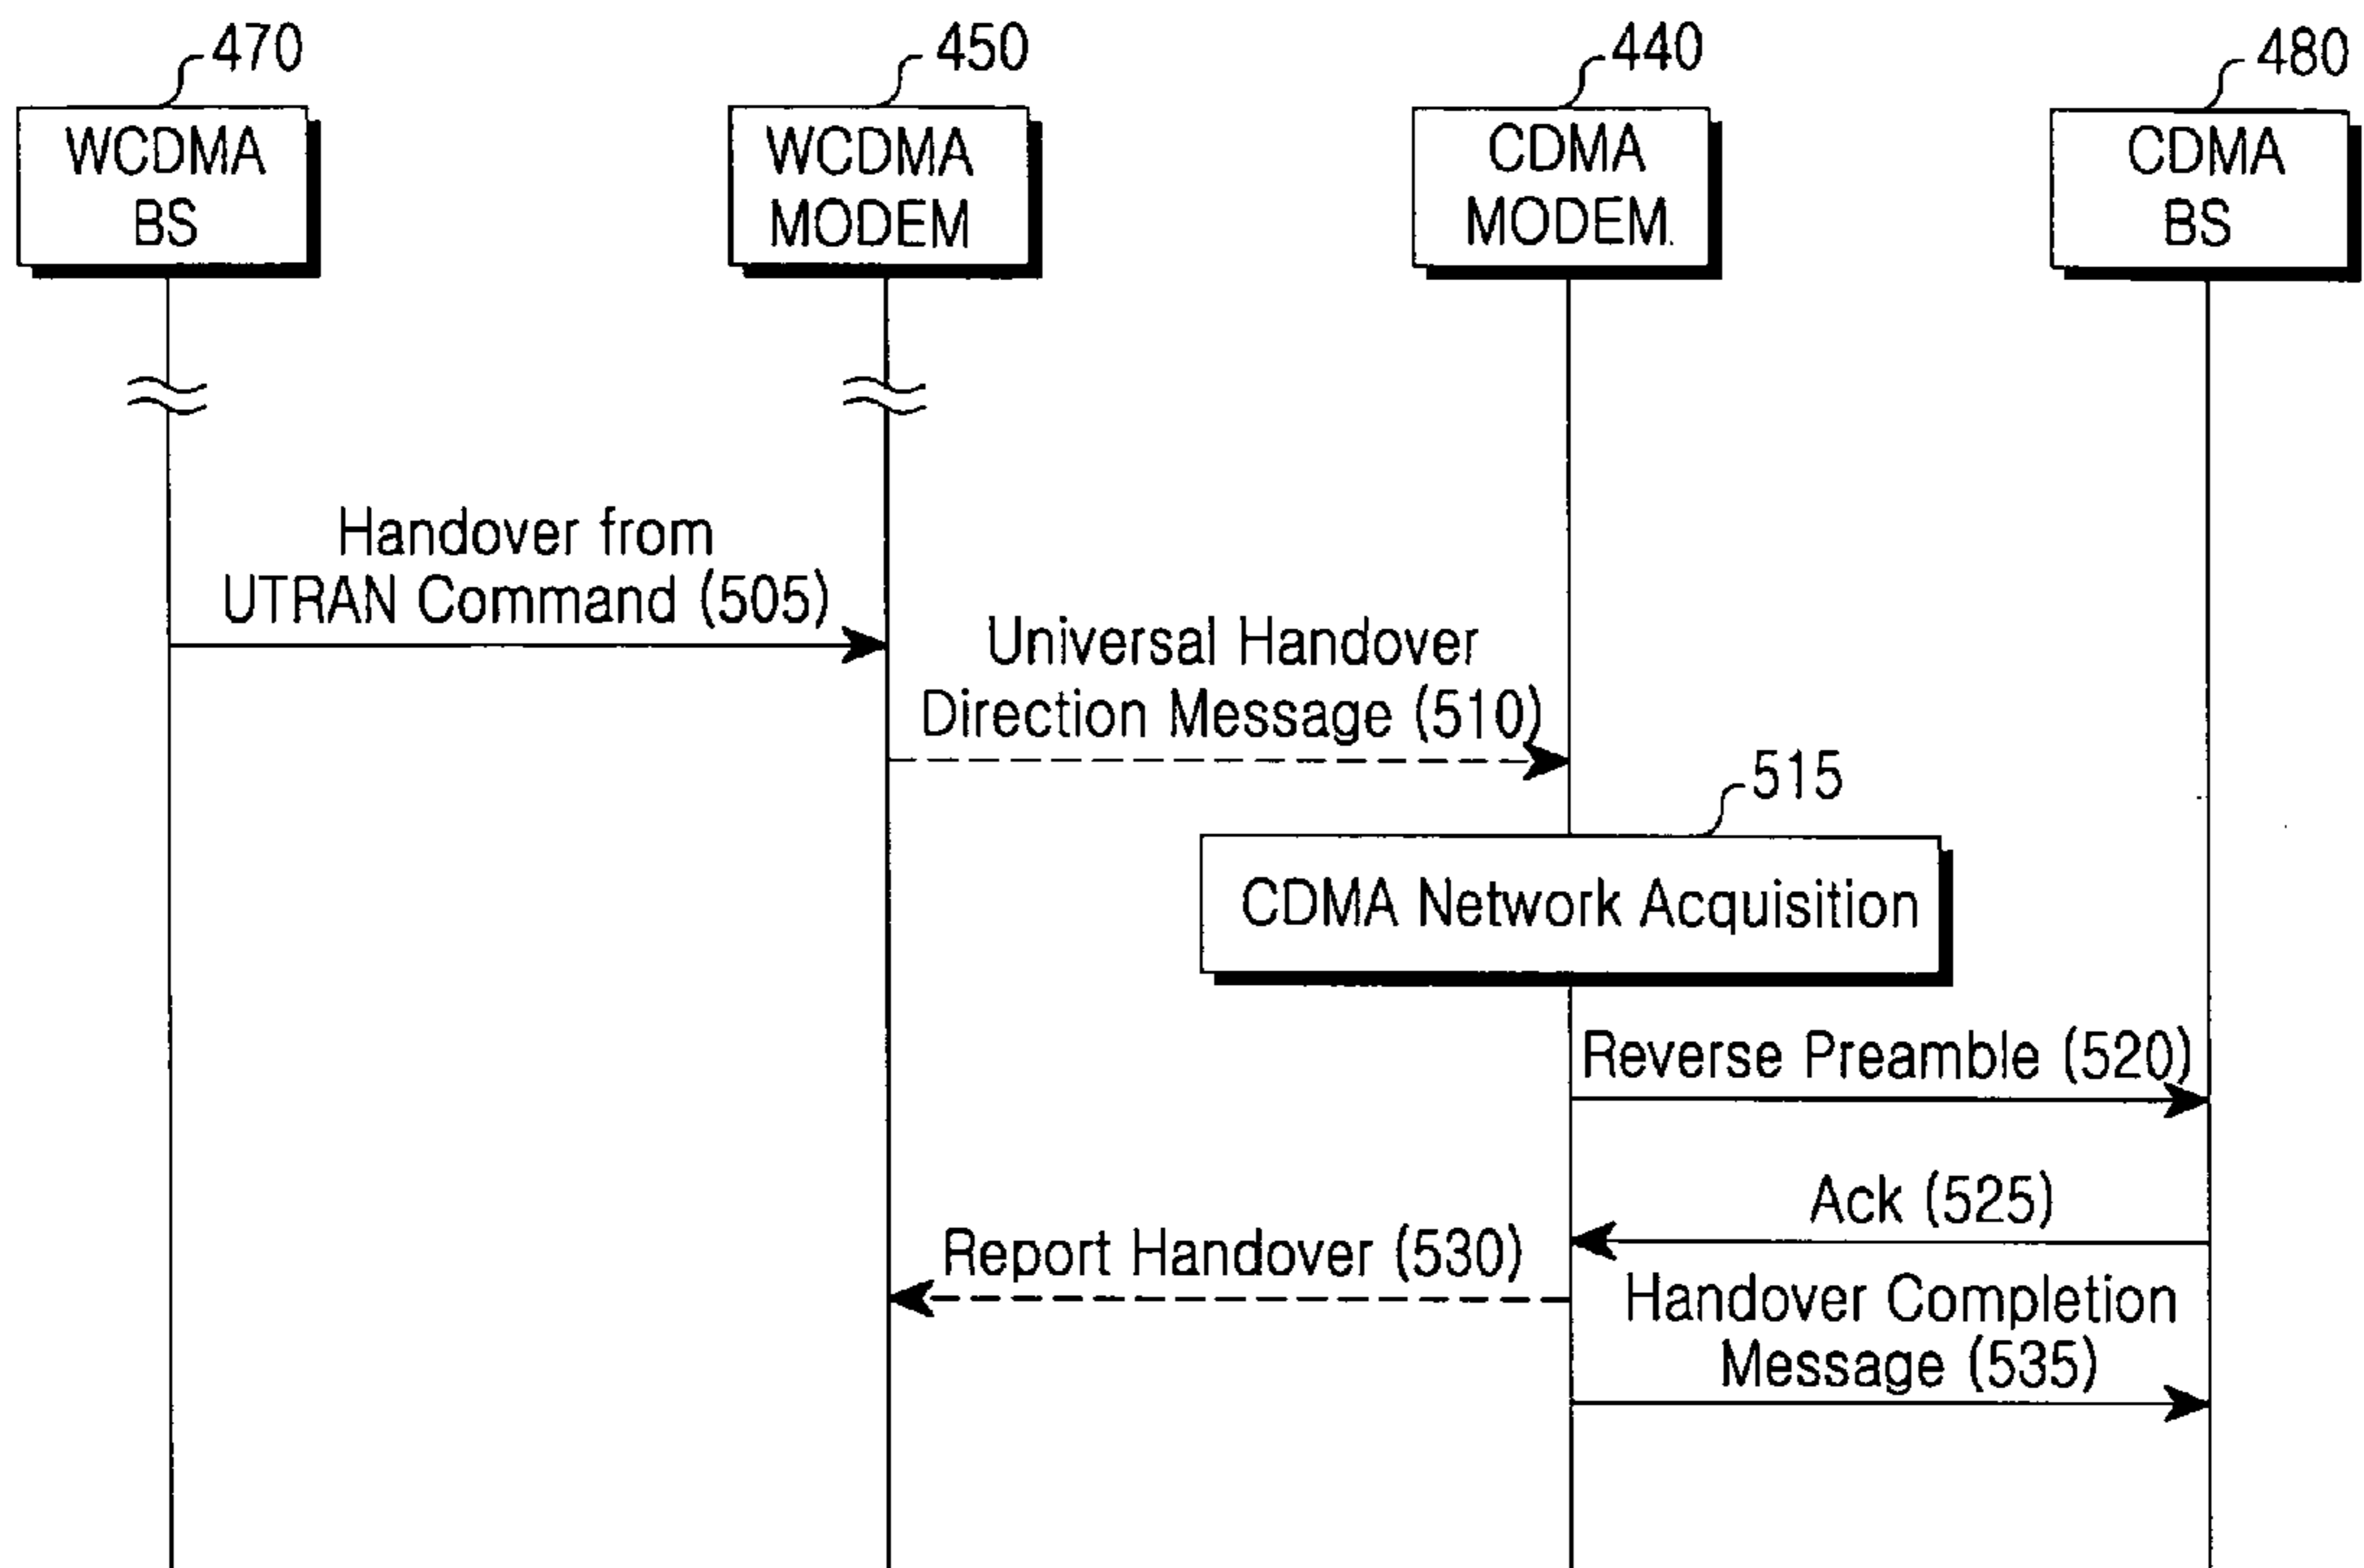 470
450
440
480
WCDMA
BS
WCDMA
MODEM
CDMA
MODEM.
CDMA
BS
Handover from
UTRAN Command (505)
Universal Handover
Direction Message (510)
515
CDMA Network Acquisition
Reverse Preamble (520)
Ack (525)
Report Handover (530)
Handover Completion
Message (535)